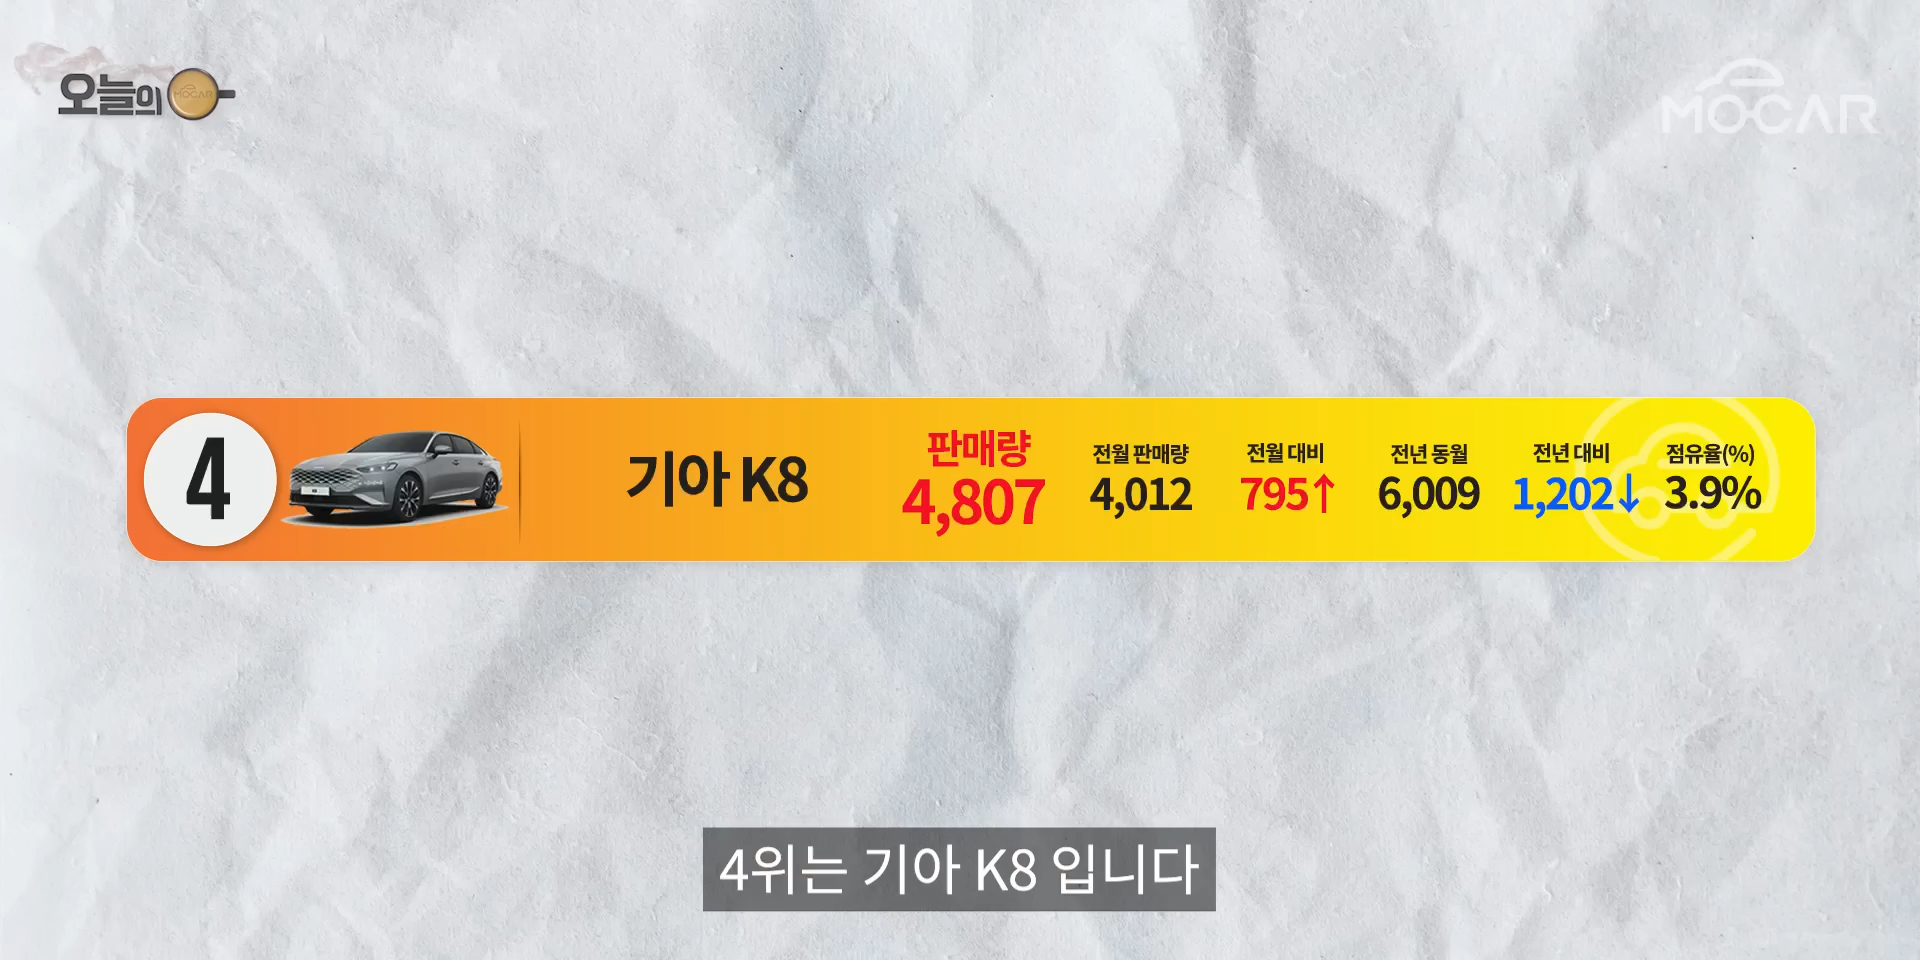 오늘의
MOCAR
MOCAR
4
기아 K8
판매량
4,807
전월 판매량
4,012
전월 대비
795↑
전년 동월
6,009
전년 대비
1,202↓
점유율(%)
3.9%
4위는 기아 K8 입니다